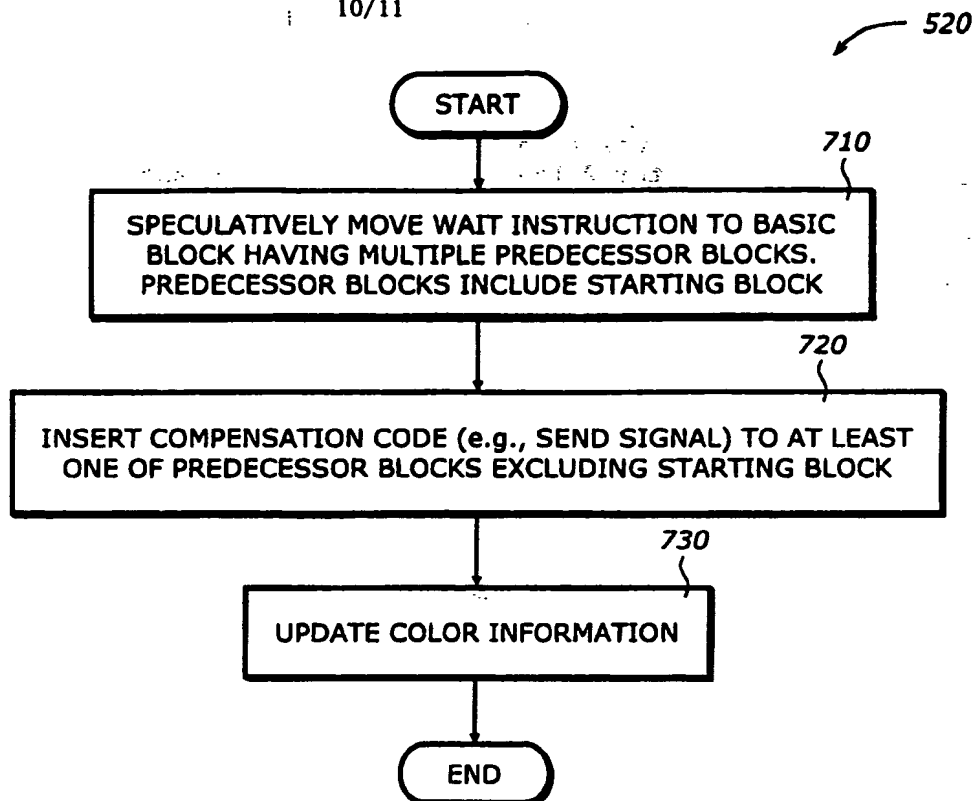 10/11
520
START
710
SPECULATIVELY MOVE WAIT INSTRUCTION TO BASIC
BLOCK HAVING MULTIPLE PREDECESSOR BLOCKS.
PREDECESSOR BLOCKS INCLUDE STARTING BLOCK
720
INSERT COMPENSATION CODE (e.g., SEND SIGNAL) TO AT LEAST
ONE OF PREDECESSOR BLOCKS EXCLUDING STARTING BLOCK
730
UPDATE COLOR INFORMATION
END